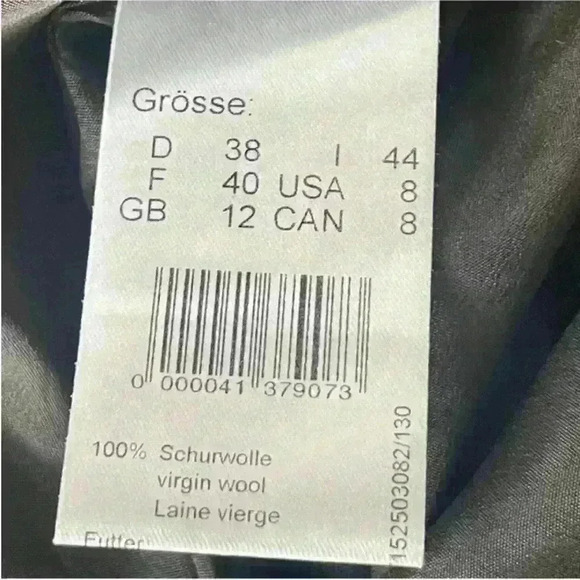 Grösse:
D 38 I 44
F 40 USA 8
GB 12 CAN 8
0 000041 379073
100% Schurwolle
virgin wool
Laine vierge
Futter:
152503082/130